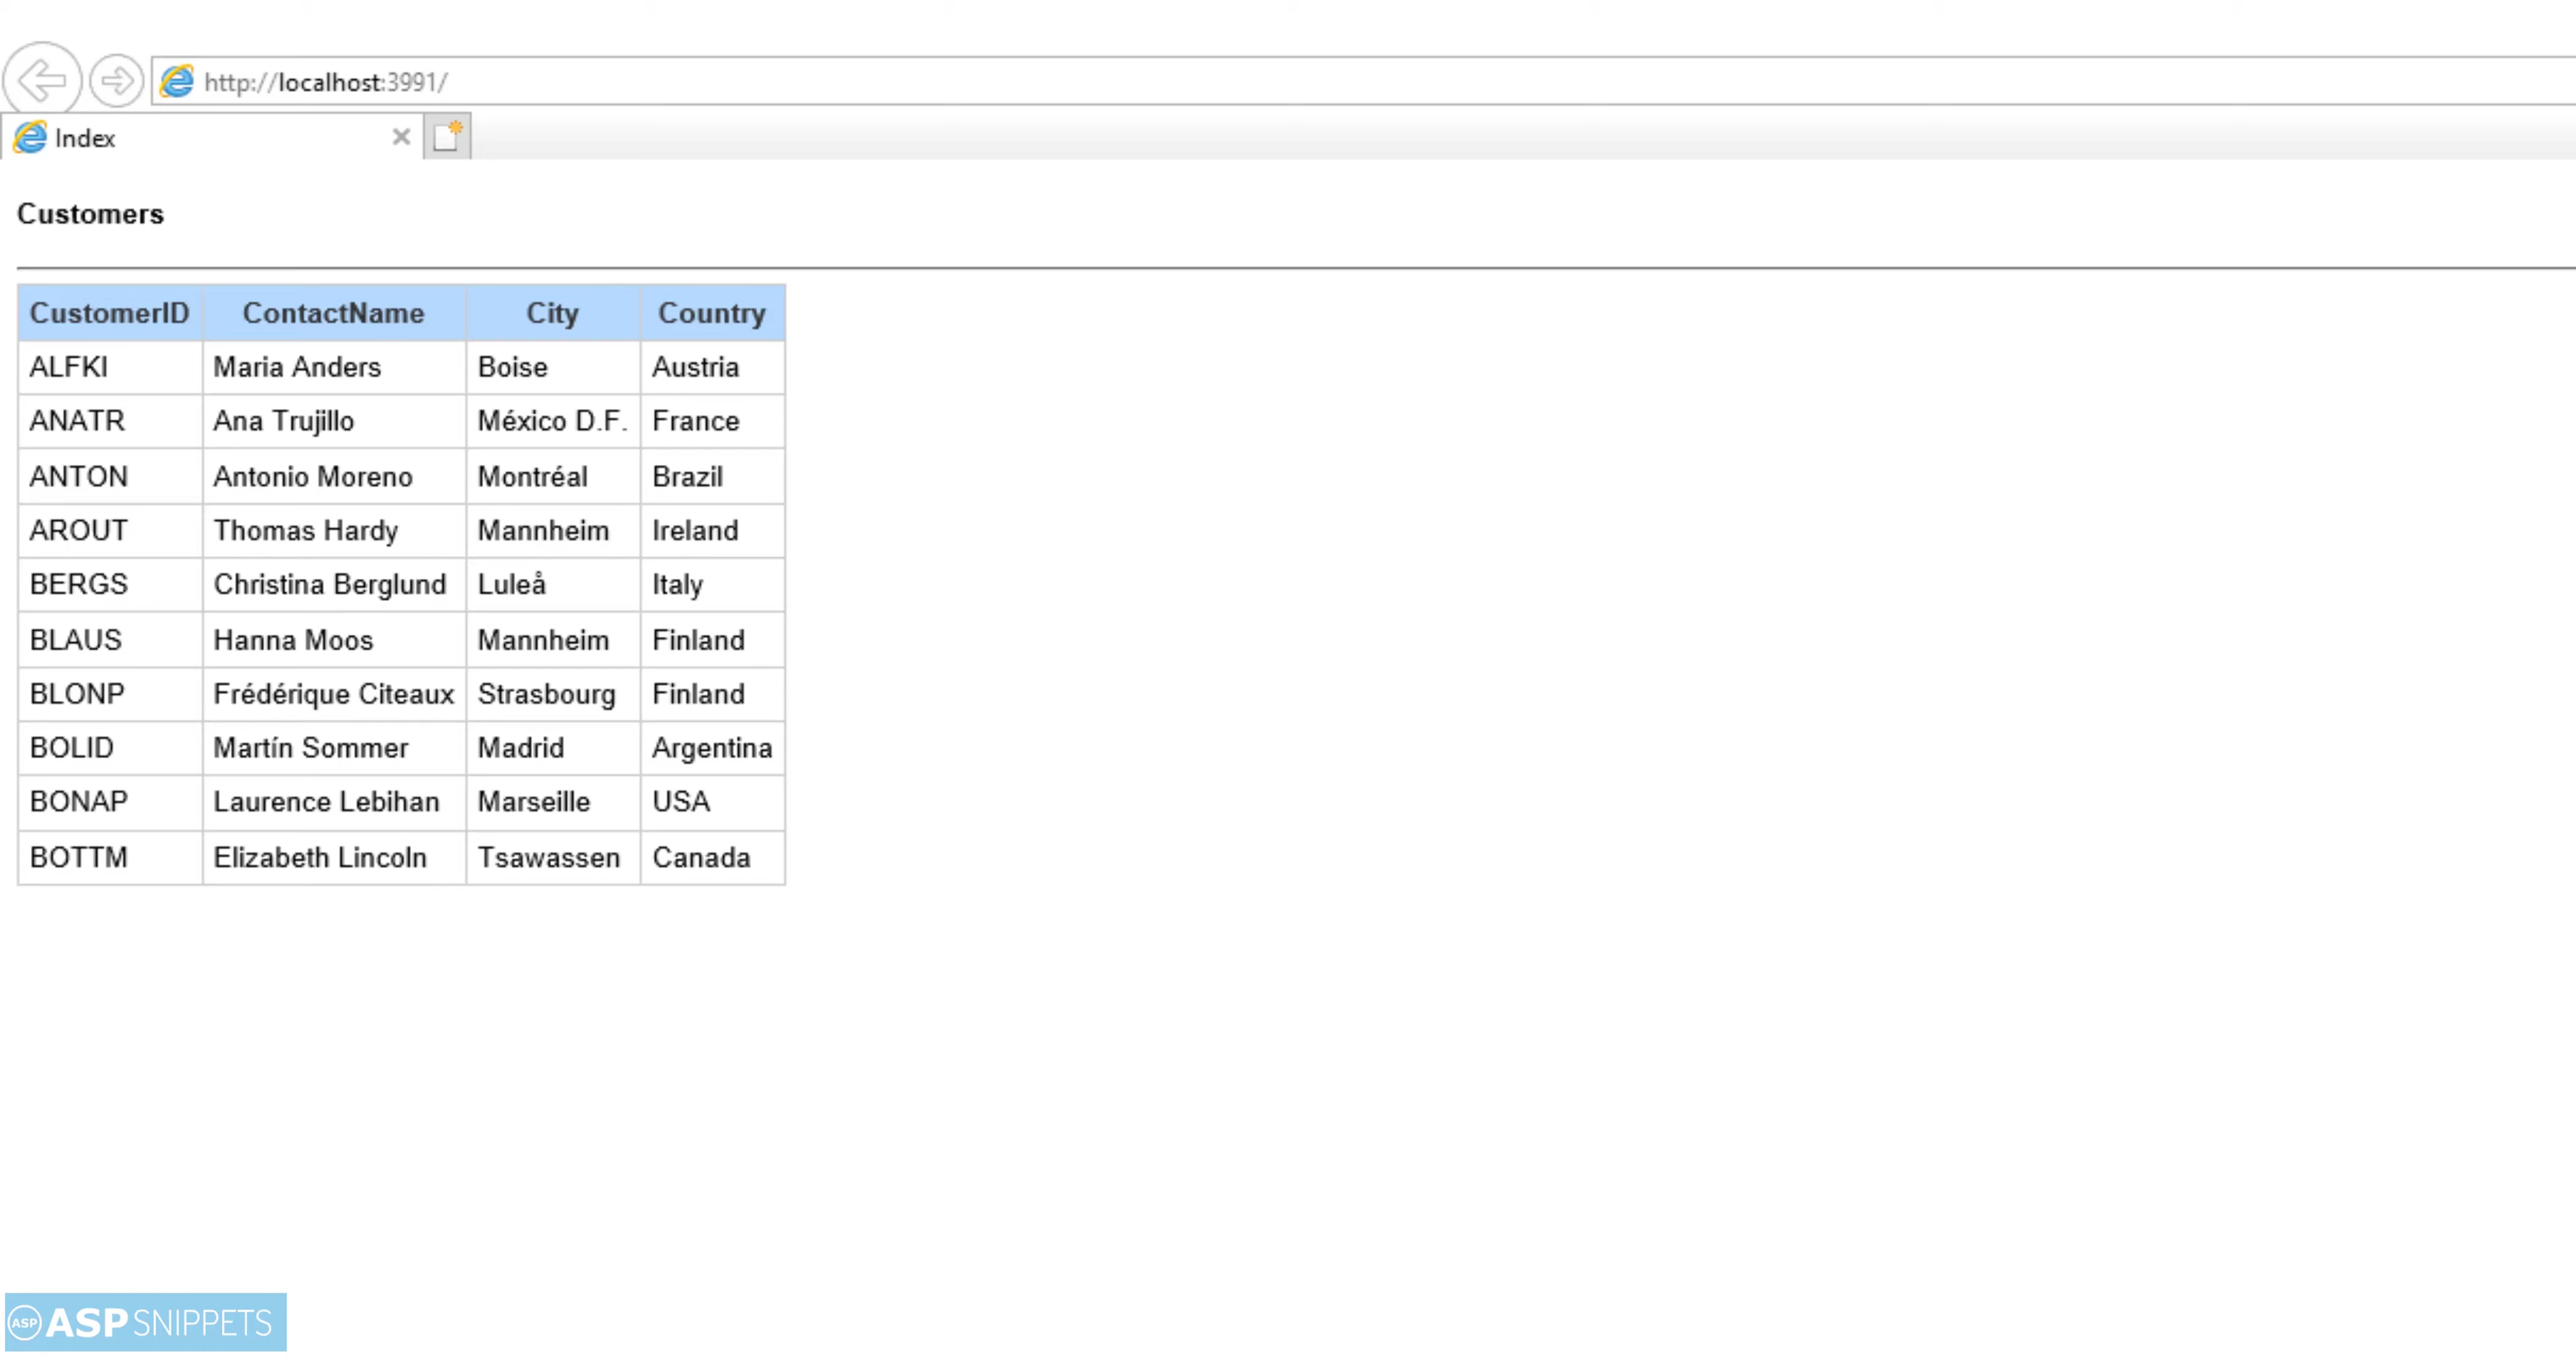 http://localhost:3991/
Index
Customers
CustomerID ContactName City Country
ALFKI Maria Anders Boise Austria
ANATR Ana Trujillo México D.F. France
ANTON Antonio Moreno Montréal Brazil
AROUT Thomas Hardy Mannheim Ireland
BERGS Christina Berglund Luleå Italy
BLAUS Hanna Moos Mannheim Finland
BLONP Frédérique Citeaux Strasbourg Finland
BOLID Martín Sommer Madrid Argentina
BONAP Laurence Lebihan Marseille USA
BOTTM Elizabeth Lincoln Tsawassen Canada
ASP ASPSNIPPETS